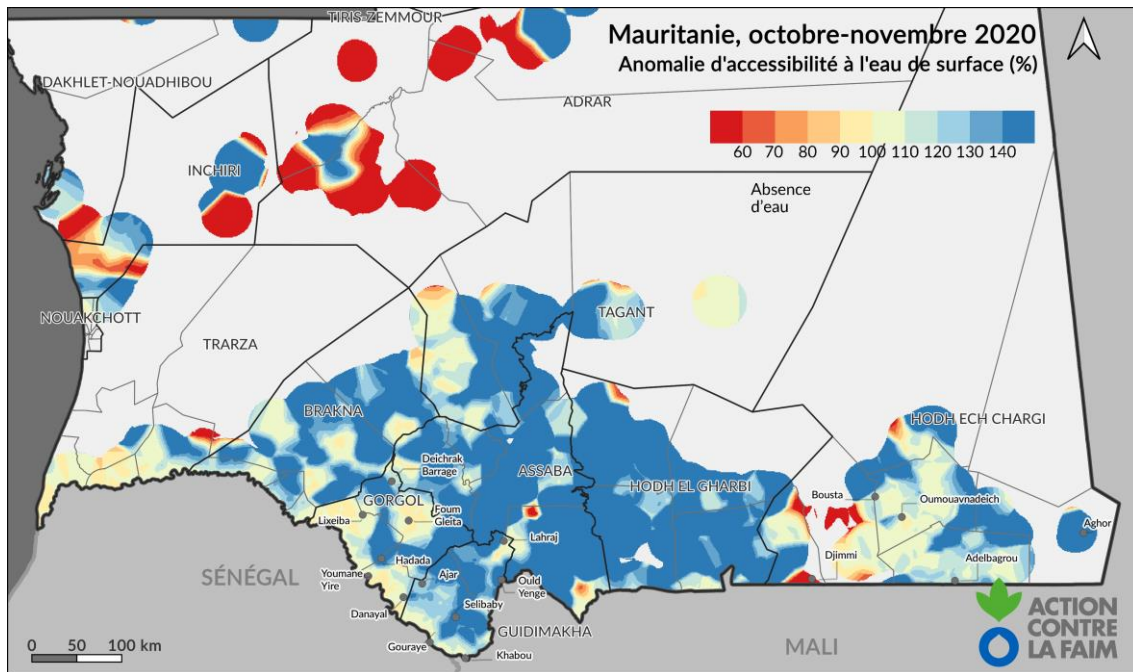 TIRIS-ZEMMOUR
Mauritanie, octobre-novembre 2020
Anomalie d'accessibilité à l'eau de surface (%)
DAKHLET-NOUADHIBOU
ADRAR
60 70 80 90 100 110 120 130 140
INCHIRI
Absence
d'eau
NOUAKCHOTT
TAGANT
TRARZA
BRAKNA
HODH ECH CHARGI
Deichrak
Barrage
ASSABA
HODH EL GHARBI
Bousta
Oumouavnadeich
GORGOL
Lixeiba
Foum
Gleita
Aghor
Lahraj
Djimmi
Adelbagrou
Hadada
SÉNÉGAL
Youmane
Yire
Ajar
Ould
Yenge
Danayal
Selibaby
GUIDIMAKHA
Gouraye
Khabou
MALI
0 50 100 km
ACTION
CONTRE
LA FAIM